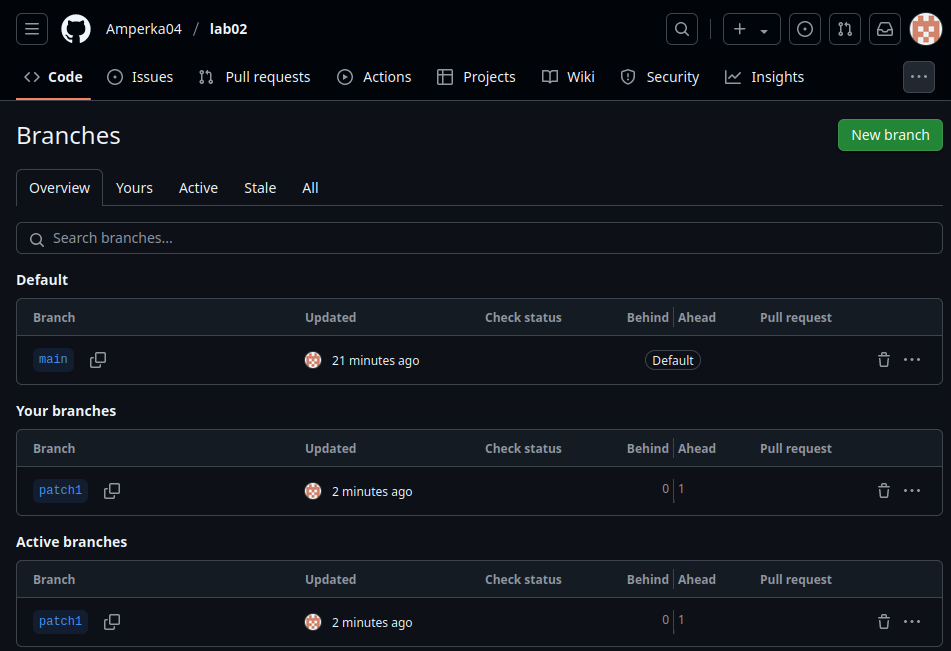 Amperka04 / lab02
Code Issues Pull requests Actions Projects Wiki Security Insights
Branches New branch
Overview Yours Active Stale All
Search branches...
Default
Branch Updated Check status Behind Ahead Pull request
main 21 minutes ago Default
Your branches
Branch Updated Check status Behind Ahead Pull request
patch1 2 minutes ago 0 1
Active branches
Branch Updated Check status Behind Ahead Pull request
patch1 2 minutes ago 0 1